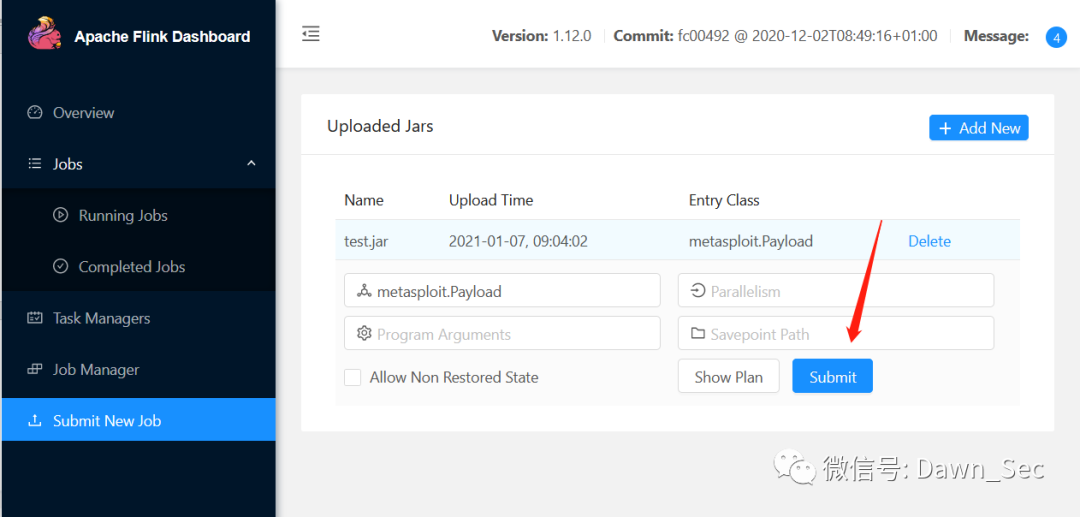 Apache Flink Dashboard
Version: 1.12.0 Commit: fc00492 @ 2020-12-02T08:49:16+01:00 Message: 4
Overview
Jobs
Running Jobs
Completed Jobs
Task Managers
Job Manager
Submit New Job
Uploaded Jars
+ Add New
Name Upload Time Entry Class
test.jar 2021-01-07, 09:04:02 metasploit.Payload Delete
metasploit.Payload Parallelism
Program Arguments Savepoint Path
Allow Non Restored State Show Plan Submit
微信号: Dawn_Sec